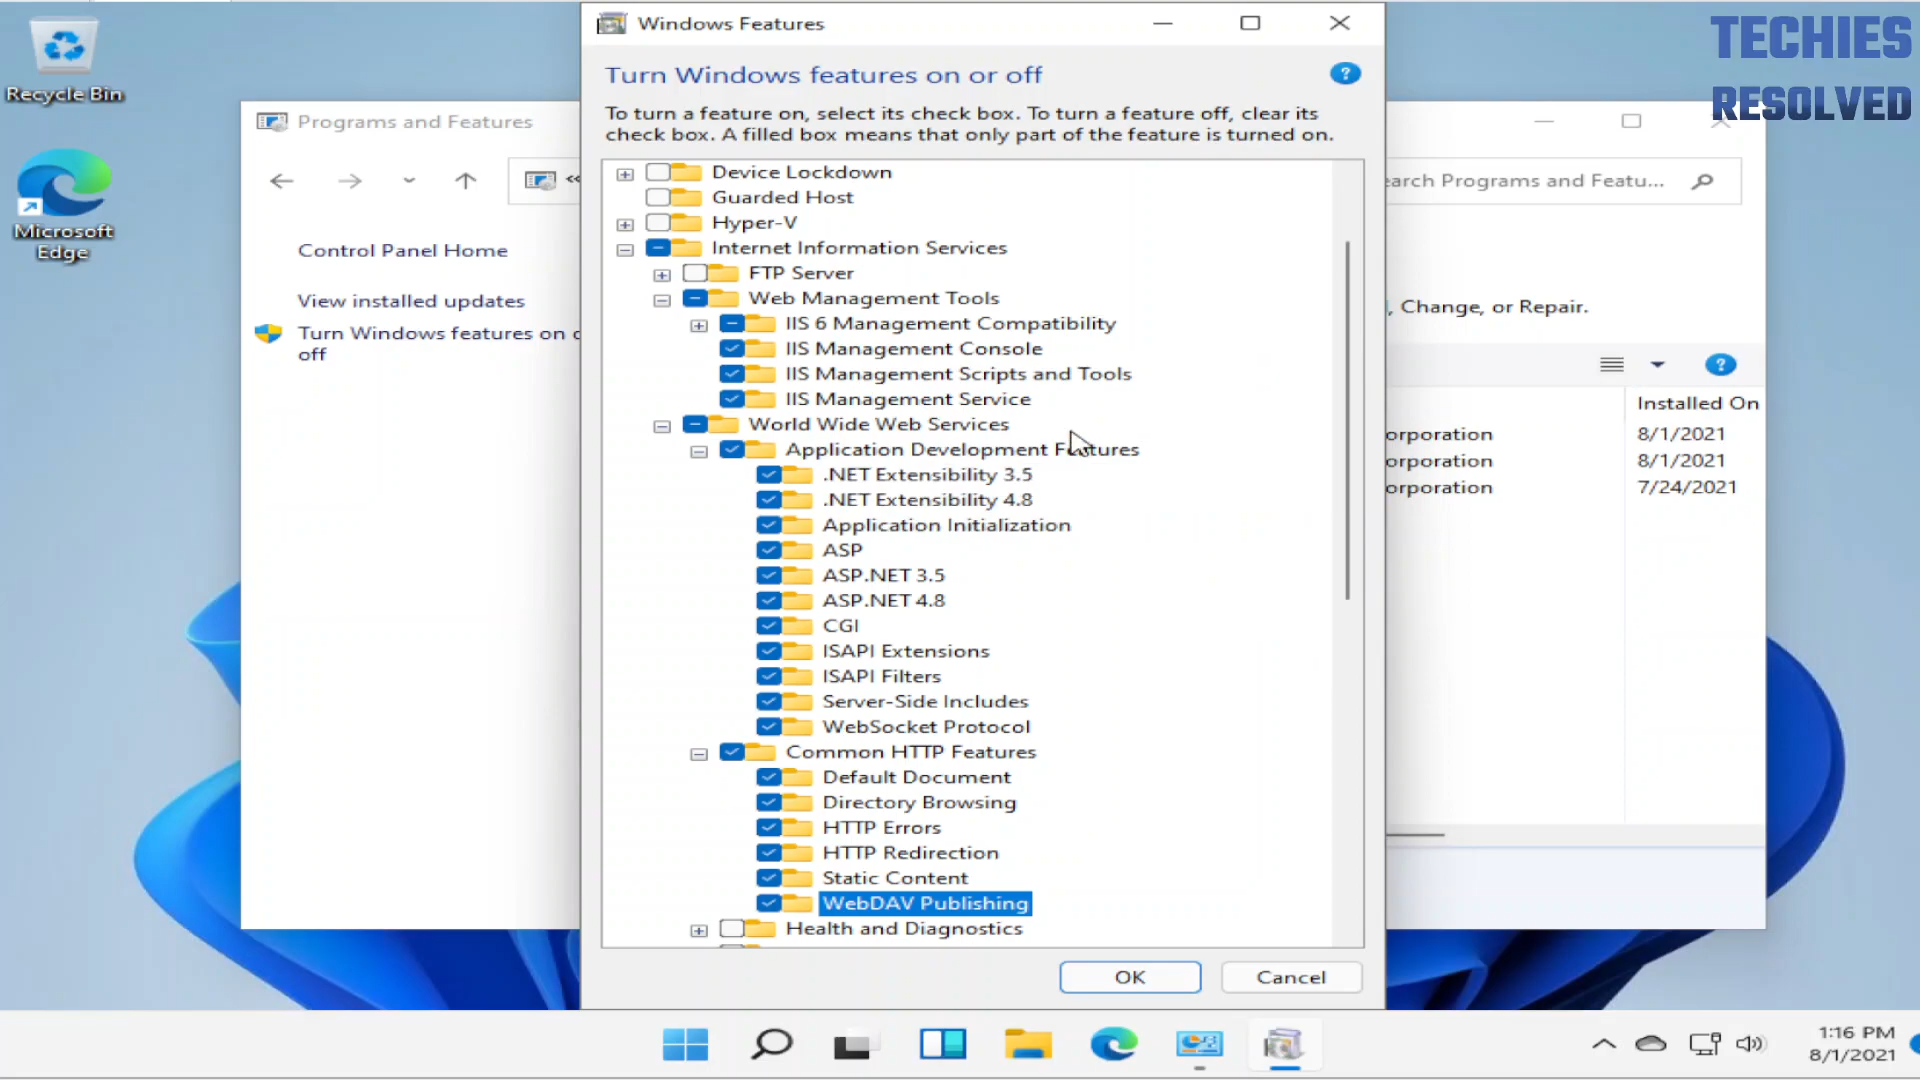 Recycle Bin
Microsoft
Edge
Programs and Features
Control Panel Home
View installed updates
Turn Windows features on o
off
Windows Features
Turn Windows features on or off
To turn a feature on, select its check box. To turn a feature off, clear its
check box. A filled box means that only part of the feature is turned on.
Device Lockdown
Guarded Host
Hyper-V
Internet Information Services
FTP Server
Web Management Tools
IIS 6 Management Compatibility
IIS Management Console
IIS Management Scripts and Tools
IIS Management Service
World Wide Web Services
Application Development Features
.NET Extensibility 3.5
.NET Extensibility 4.8
Application Initialization
ASP
ASP.NET 3.5
ASP.NET 4.8
CGI
ISAPI Extensions
ISAPI Filters
Server-Side Includes
WebSocket Protocol
Common HTTP Features
Default Document
Directory Browsing
HTTP Errors
HTTP Redirection
Static Content
WebDAV Publishing
Health and Diagnostics
OK Cancel
TECHIES
RESOLVED
earch Programs and Featu...
, Change, or Repair.
Installed On
orporation 8/1/2021
orporation 8/1/2021
orporation 7/24/2021
1:16 PM
8/1/2021